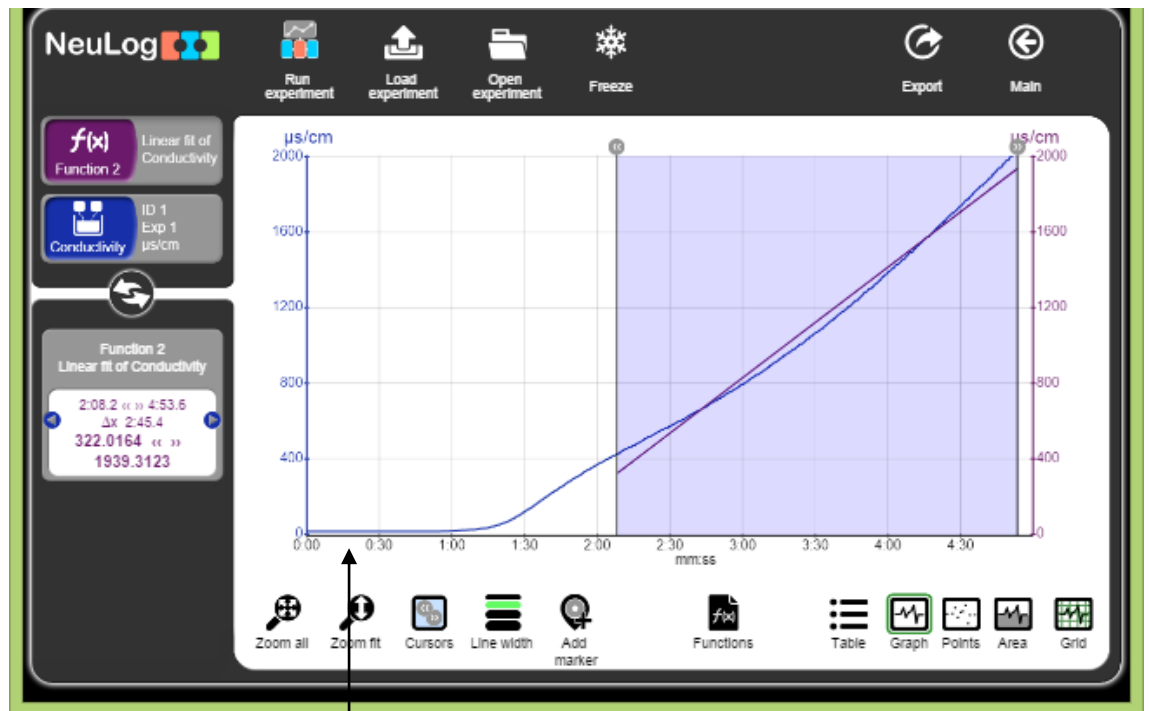 NeuLog
Run experiment
Load experiment
Open experiment
Freeze
Export
Main
f(x)
Function 2
Linear fit of
Conductivity
Conductivity
ID 1
Exp 1
µs/cm
Function 2
Linear fit of Conductivity
2:08.2 « » 4:53.6
Δx 2:45.4
322.0164 « »
1939.3123
µs/cm
2000
1600
1200
800
400
0
µs/cm
2000
1600
1200
800
400
0
0:00 0:30 1:00 1:30 2:00 2:30 3:00 3:30 4:00 4:30
mm:ss
Zoom all
Zoom fit
Cursors
Line width
Add
marker
f(x)
Functions
Table
Graph
Points
Area
Grid